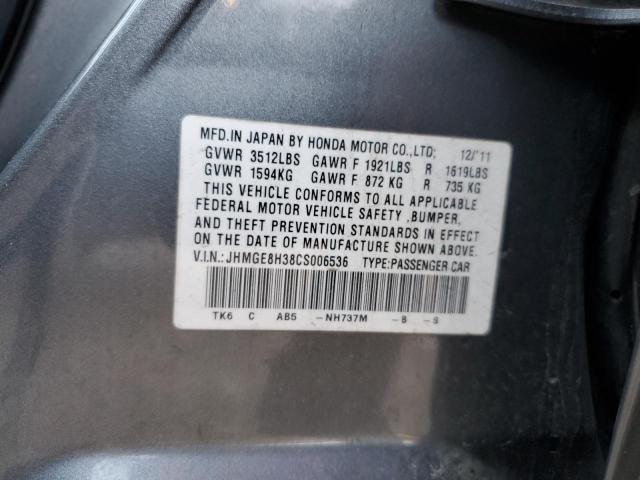 MFD.IN JAPAN BY HONDA MOTOR CO.,LTD; 12/'11
GVWR 3512LBS GAWR F 1921LBS R 1619LBS
GVWR 1594KG GAWR F 872 KG R 735 KG
THIS VEHICLE CONFORMS TO ALL APPLICABLE
FEDERAL MOTOR VEHICLE SAFETY ,BUMPER,
AND THEFT PREVENTION STANDARDS IN EFFECT
ON THE DATE OF MANUFACTURE SHOWN ABOVE.
V.I.N.: JHMGE8H38CS006536 TYPE:PASSENGER CAR
TK6 C AB5 -NH737M -B -S